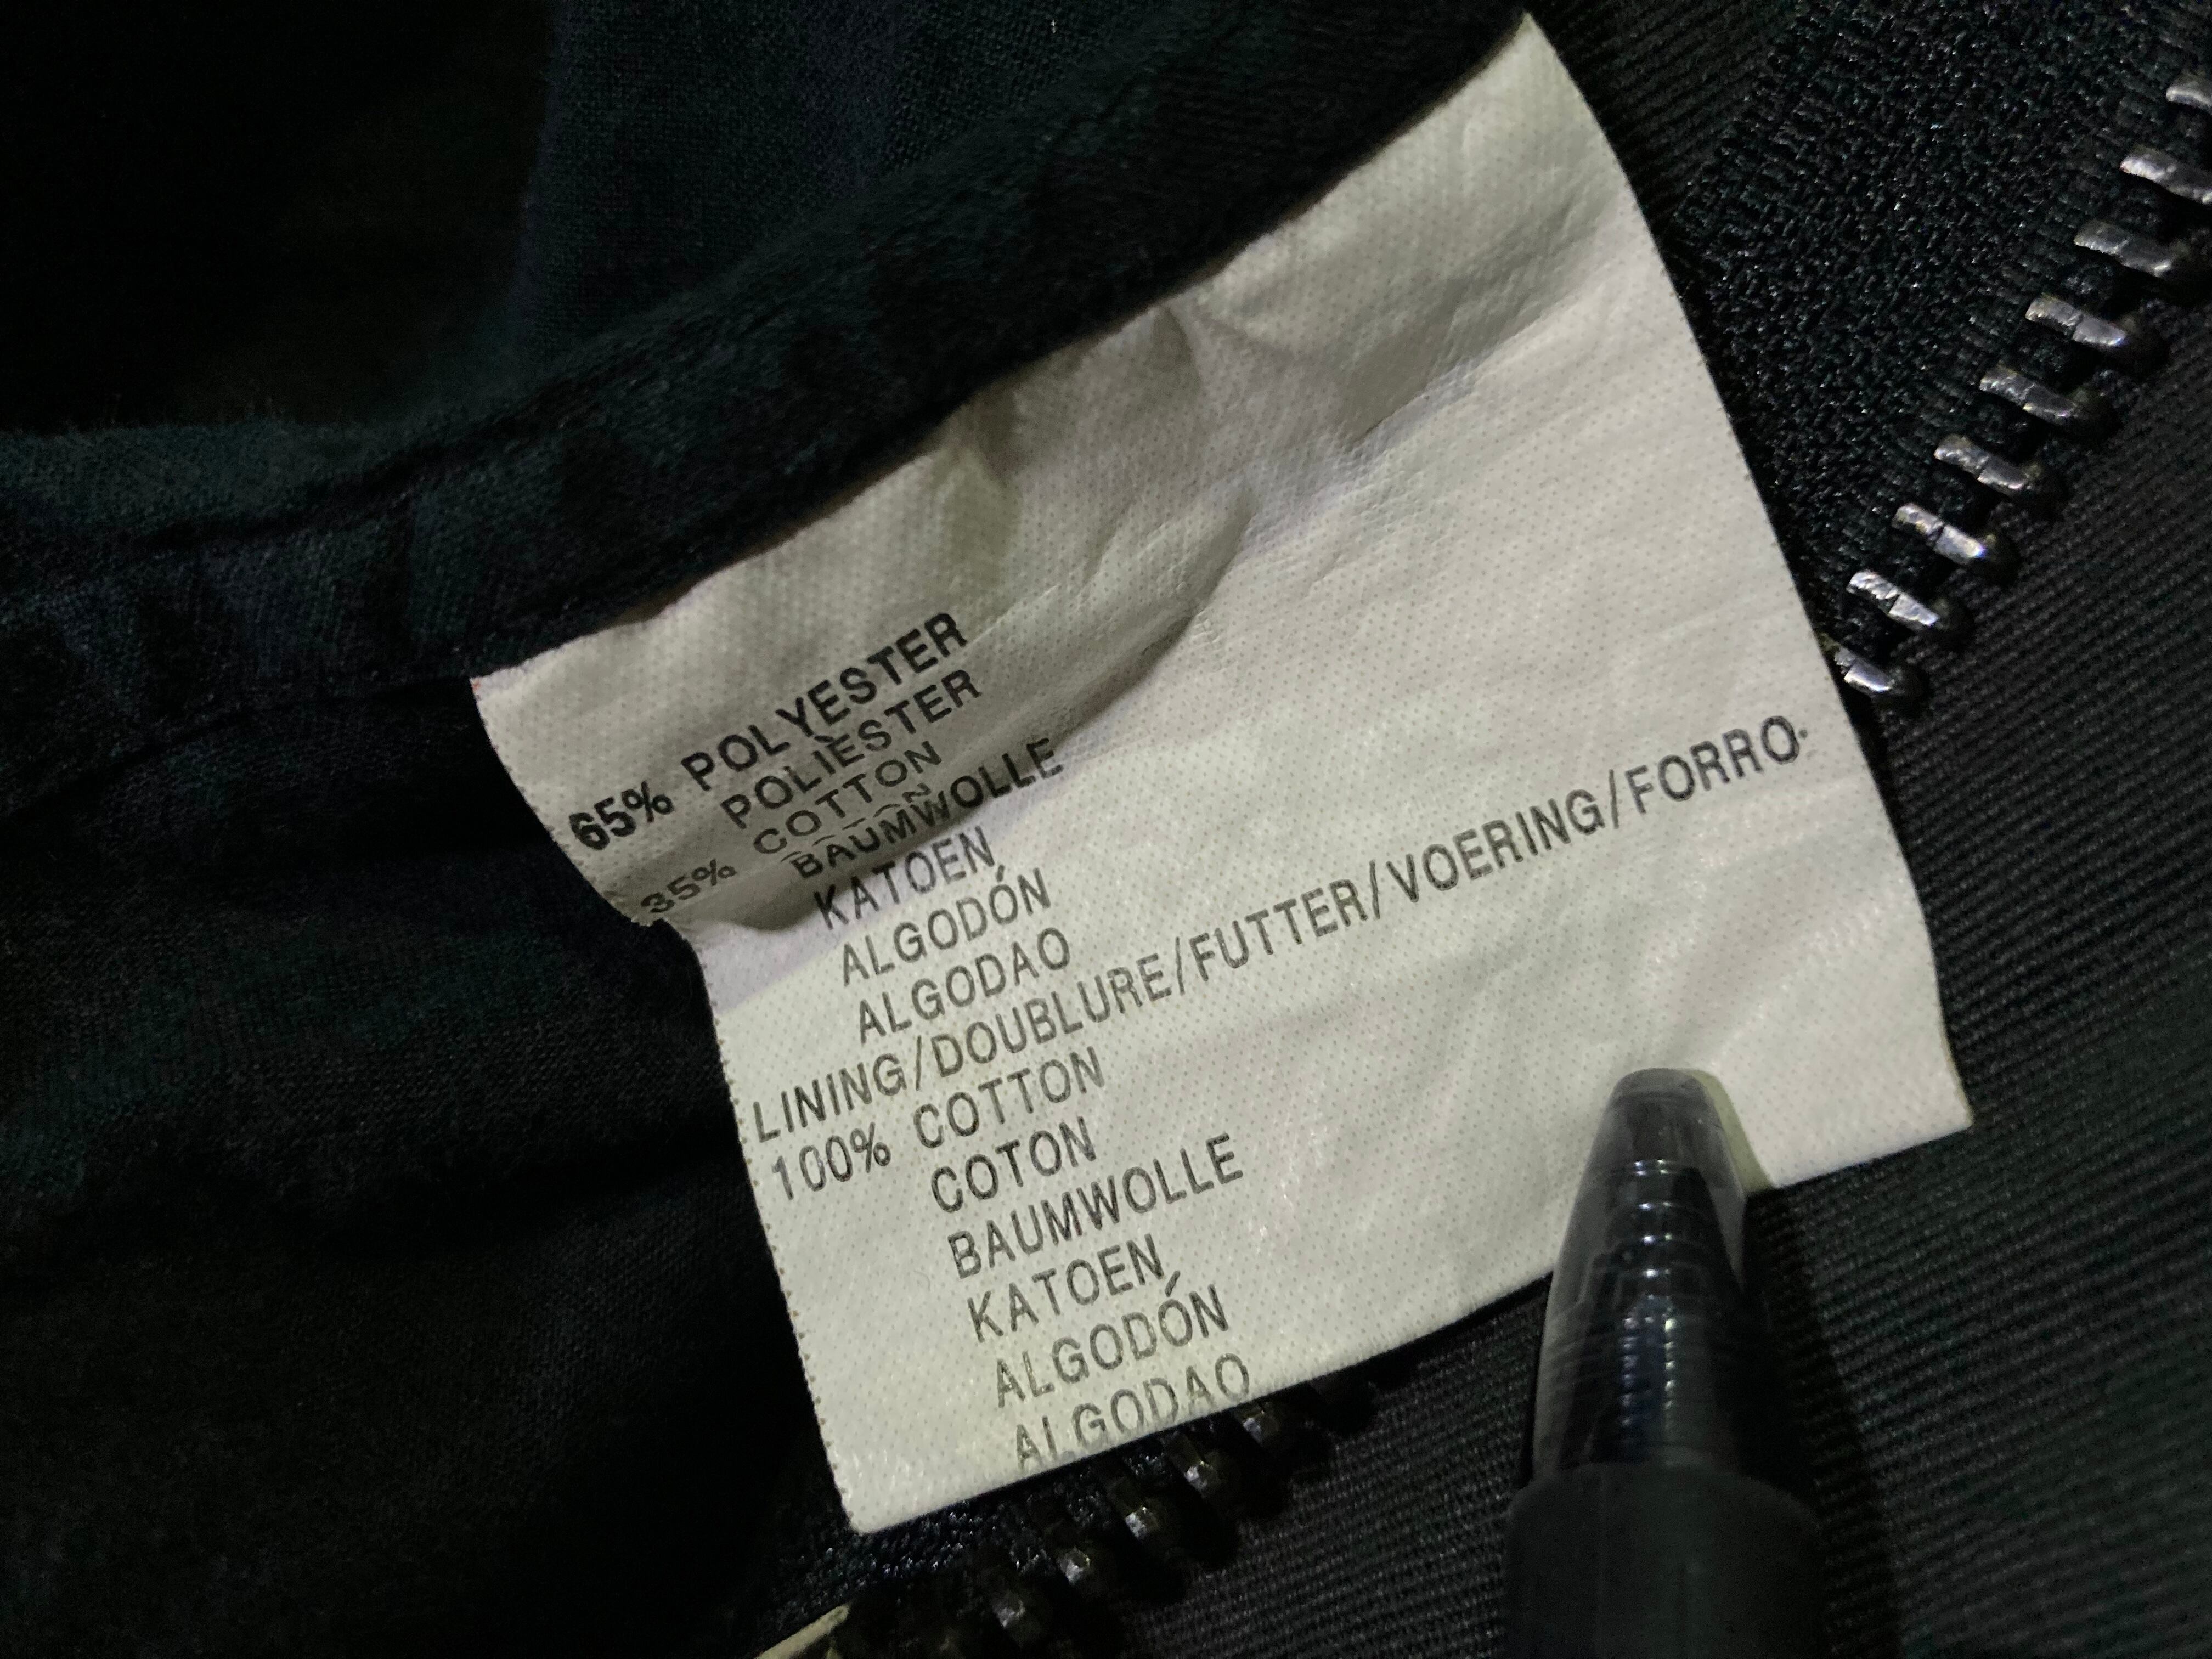 65% POLYESTER
POLIÈSTER
35% COTTON
COTON
BAUMWOLLE
KATOEN
ALGODÓN
ALGODAO
LINING/DOUBLURE/FUTTER/VOERING/FORRO
100% COTTON
COTON
BAUMWOLLE
KATOEN
ALGODÓN
ALGODAO